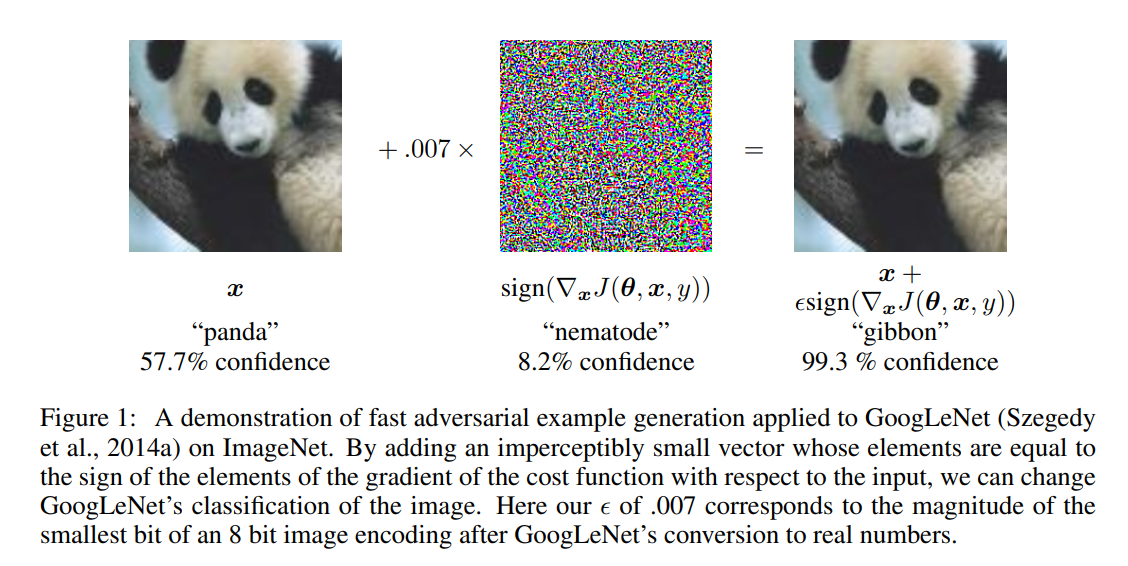 + .007 ×
=
x
sign(∇ₓJ(θ, x, y))
x +
ϵsign(∇ₓJ(θ, x, y))
“panda”
“nematode”
“gibbon”
57.7% confidence
8.2% confidence
99.3 % confidence
Figure 1: A demonstration of fast adversarial example generation applied to GoogLeNet (Szegedy
et al., 2014a) on ImageNet. By adding an imperceptibly small vector whose elements are equal to
the sign of the elements of the gradient of the cost function with respect to the input, we can change
GoogLeNet’s classification of the image. Here our ϵ of .007 corresponds to the magnitude of the
smallest bit of an 8 bit image encoding after GoogLeNet’s conversion to real numbers.